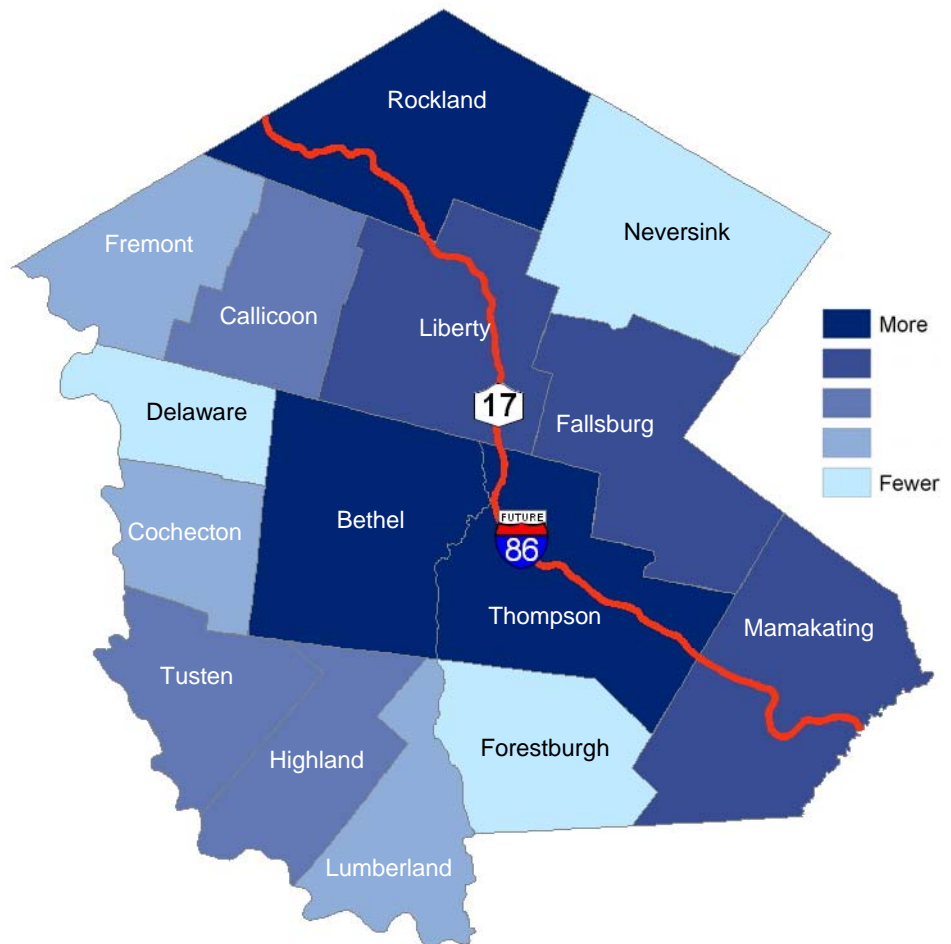 Rockland
Neversink
Fremont
Callicoon
Liberty
More
Delaware
17
Fallsburg
Fewer
Bethel
FUTURE
86
Cochecton
Thompson
Mamakating
Tusten
Forestburgh
Highland
Lumberland